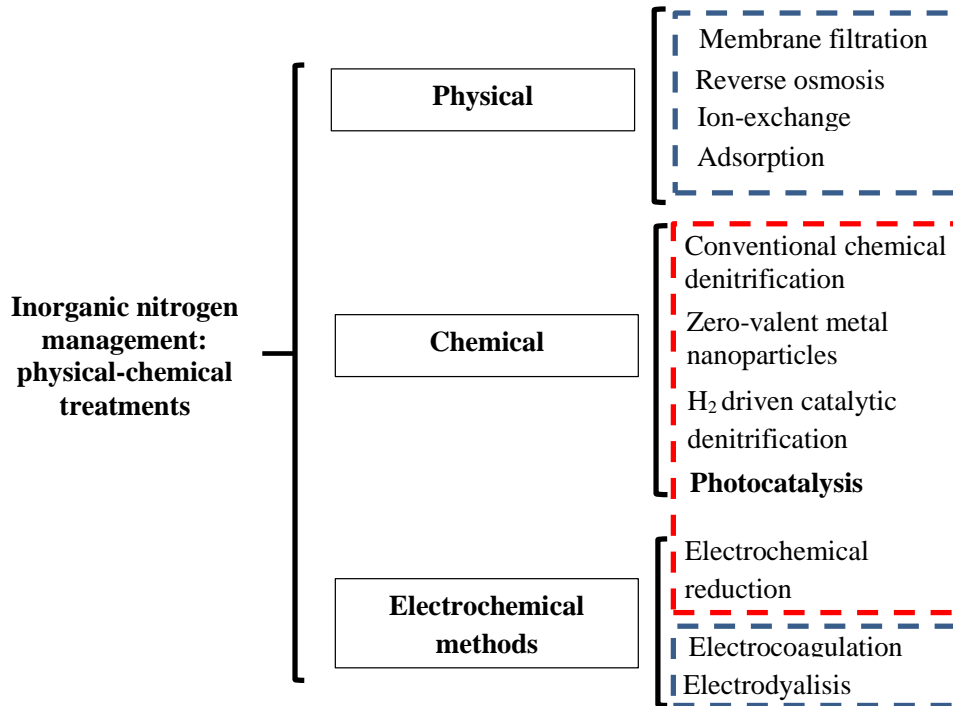 Inorganic nitrogen
management:
physical-chemical
treatments
Physical
Membrane filtration
Reverse osmosis
Ion-exchange
Adsorption
Chemical
Conventional chemical
denitrification
Zero-valent metal
nanoparticles
H₂ driven catalytic
denitrification
Photocatalysis
Electrochemical
methods
Electrochemical
reduction
Electrocoagulation
Electrodyalisis